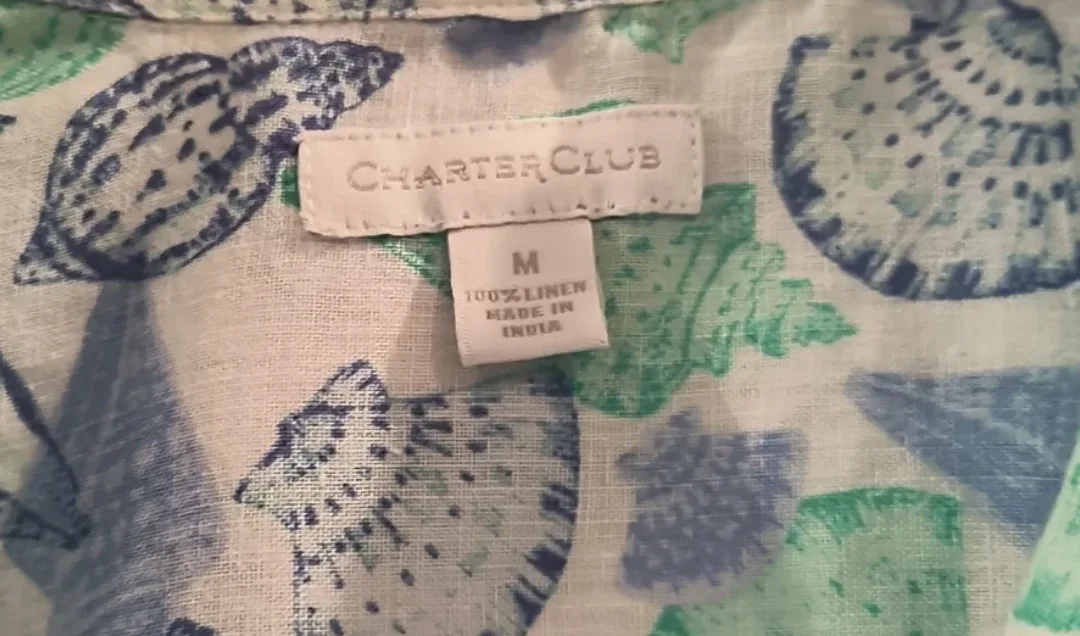 CHARTER CLUB
M
100% LINEN
MADE IN
INDIA